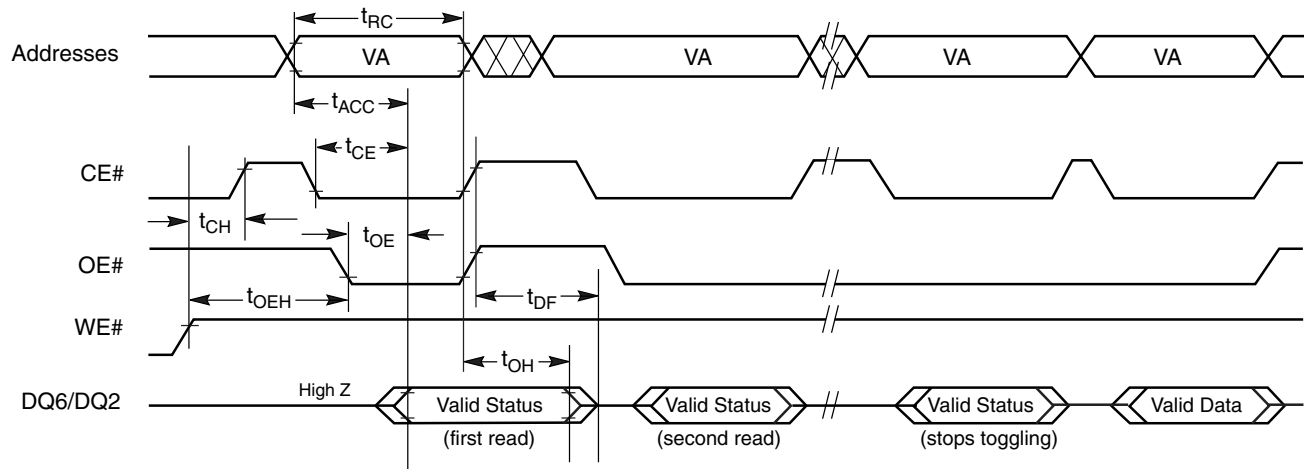 tRC
Addresses VA VA VA VA
tACC
tCE
CE#
tCH
tOE
OE#
tOEH
tDF
WE#
tOH
High Z
DQ6/DQ2 Valid Status Valid Status Valid Status Valid Data
(first read) (second read) (stops toggling)